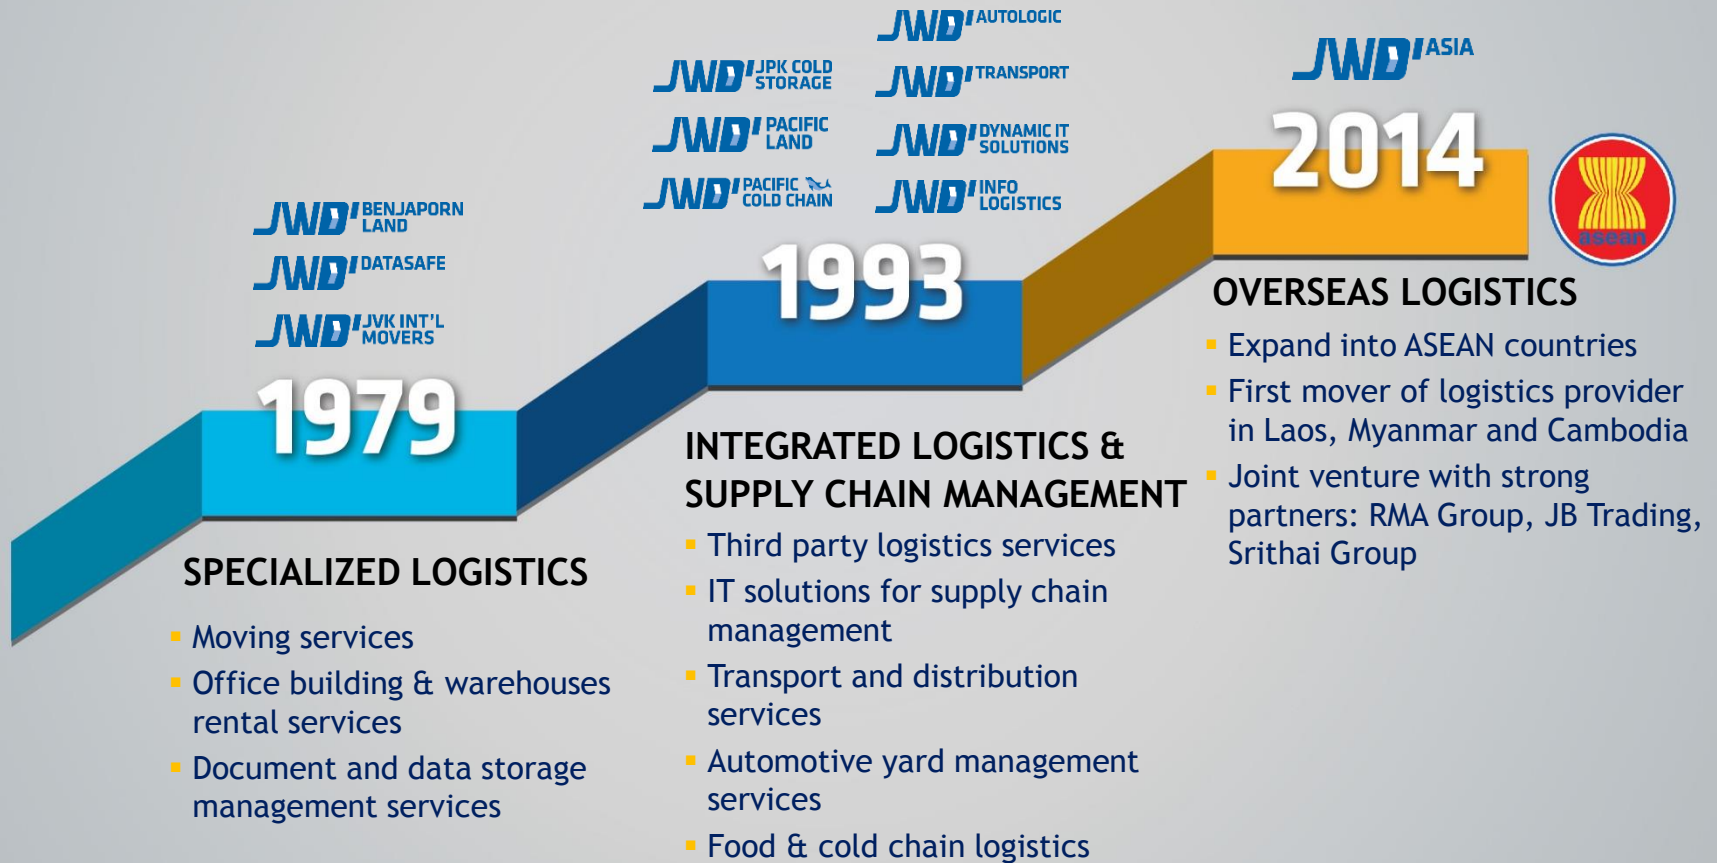 JWD BENJAPORN
LAND
JWD DATASAFE
JWD JVK INT'L
MOVERS
1979
SPECIALIZED LOGISTICS
▪ Moving services
▪ Office building & warehouses
rental services
▪ Document and data storage
management services
JWD JPK COLD
STORAGE
JWD PACIFIC
LAND
JWD PACIFIC
COLD CHAIN
JWD AUTOLOGIC
JWD TRANSPORT
JWD DYNAMIC IT
SOLUTIONS
JWD INFO
LOGISTICS
1993
INTEGRATED LOGISTICS &
SUPPLY CHAIN MANAGEMENT
▪ Third party logistics services
▪ IT solutions for supply chain
management
▪ Transport and distribution
services
▪ Automotive yard management
services
▪ Food & cold chain logistics
JWD ASIA
2014
asean
OVERSEAS LOGISTICS
▪ Expand into ASEAN countries
▪ First mover of logistics provider
in Laos, Myanmar and Cambodia
▪ Joint venture with strong
partners: RMA Group, JB Trading,
Srithai Group